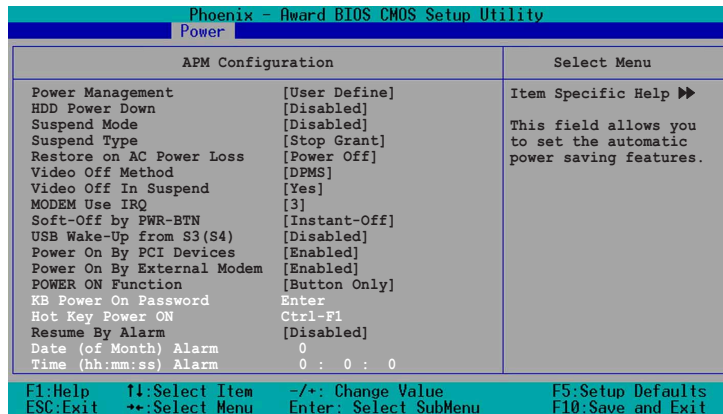 Phoenix - Award BIOS CMOS Setup Utility
Power
APM Configuration
Select Menu
Power Management [User Define]
HDD Power Down [Disabled]
Suspend Mode [Disabled]
Suspend Type [Stop Grant]
Restore on AC Power Loss [Power Off]
Video Off Method [DPMS]
Video Off In Suspend [Yes]
MODEM Use IRQ [3]
Soft-Off by PWR-BTN [Instant-Off]
USB Wake-Up from S3(S4) [Disabled]
Power On By PCI Devices [Enabled]
Power On By External Modem [Enabled]
POWER ON Function [Button Only]
KB Power On Password Enter
Hot Key Power ON Ctrl-F1
Resume By Alarm [Disabled]
Date (of Month) Alarm 0
Time (hh:mm:ss) Alarm 0 : 0 : 0
Item Specific Help
This field allows you
to set the automatic
power saving features.
F1:Help ↑↓:Select Item -/+: Change Value F5:Setup Defaults
ESC:Exit →←:Select Menu Enter: Select SubMenu F10:Save and Exit